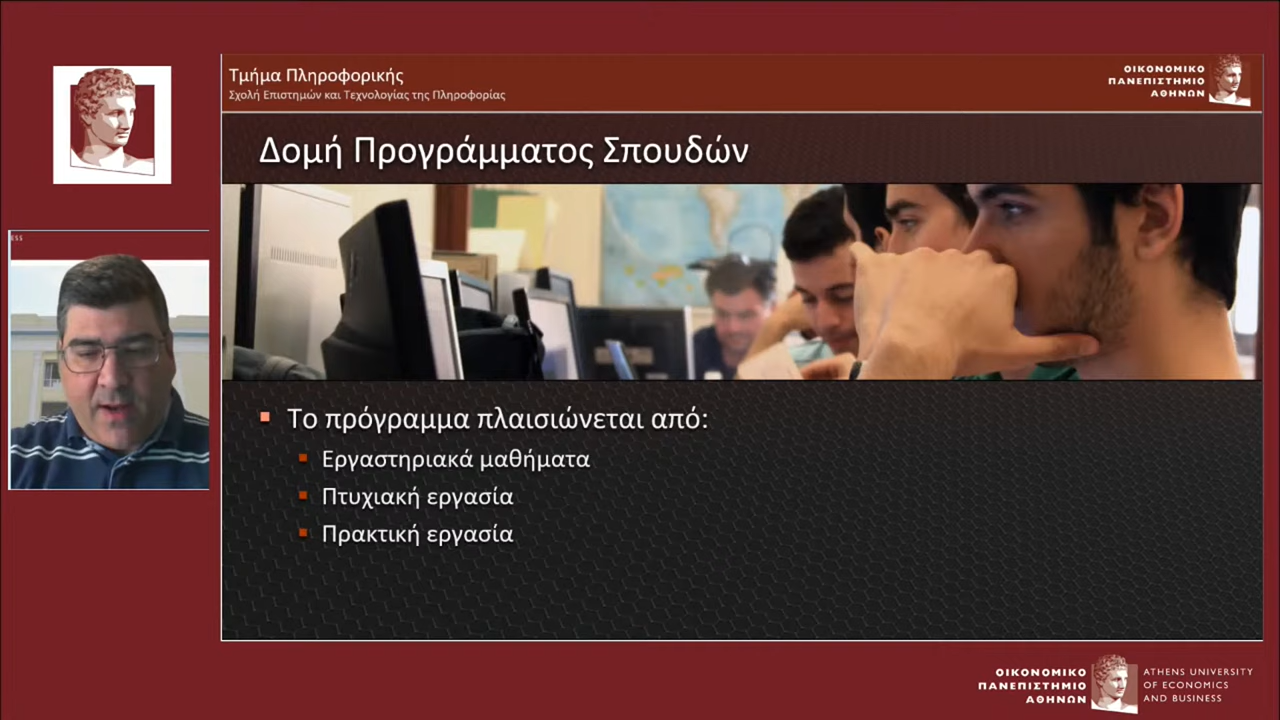 Τμήμα Πληροφορικής
Σχολή Επιστημών και Τεχνολογίας της Πληροφορίας
ΟΙΚΟΝΟΜΙΚΟ
ΠΑΝΕΠΙΣΤΗΜΙΟ
ΑΘΗΝΩΝ
Δομή Προγράμματος Σπουδών
ESS
Το πρόγραμμα πλαισιώνεται από:
Εργαστηριακά μαθήματα
Πτυχιακή εργασία
Πρακτική εργασία
ΟΙΚΟΝΟΜΙΚΟ
ΠΑΝΕΠΙΣΤΗΜΙΟ
ΑΘΗΝΩΝ
ATHENS UNIVERSITY
OF ECONOMICS
AND BUSINESS